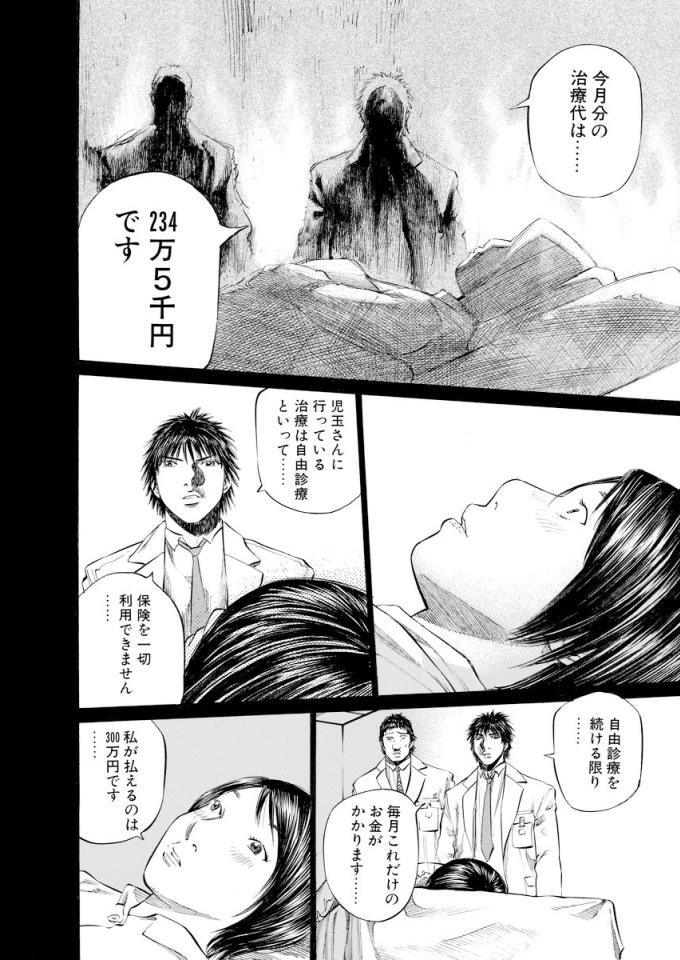 今月分の
治療代は……
234万5千円
です
児玉さんに
行っている
治療は自由診療
といって……
保険を一切
利用できません
……
自由診療を
続ける限り
毎月これだけの
お金が
かかります……
私が払えるのは
300万円です
……